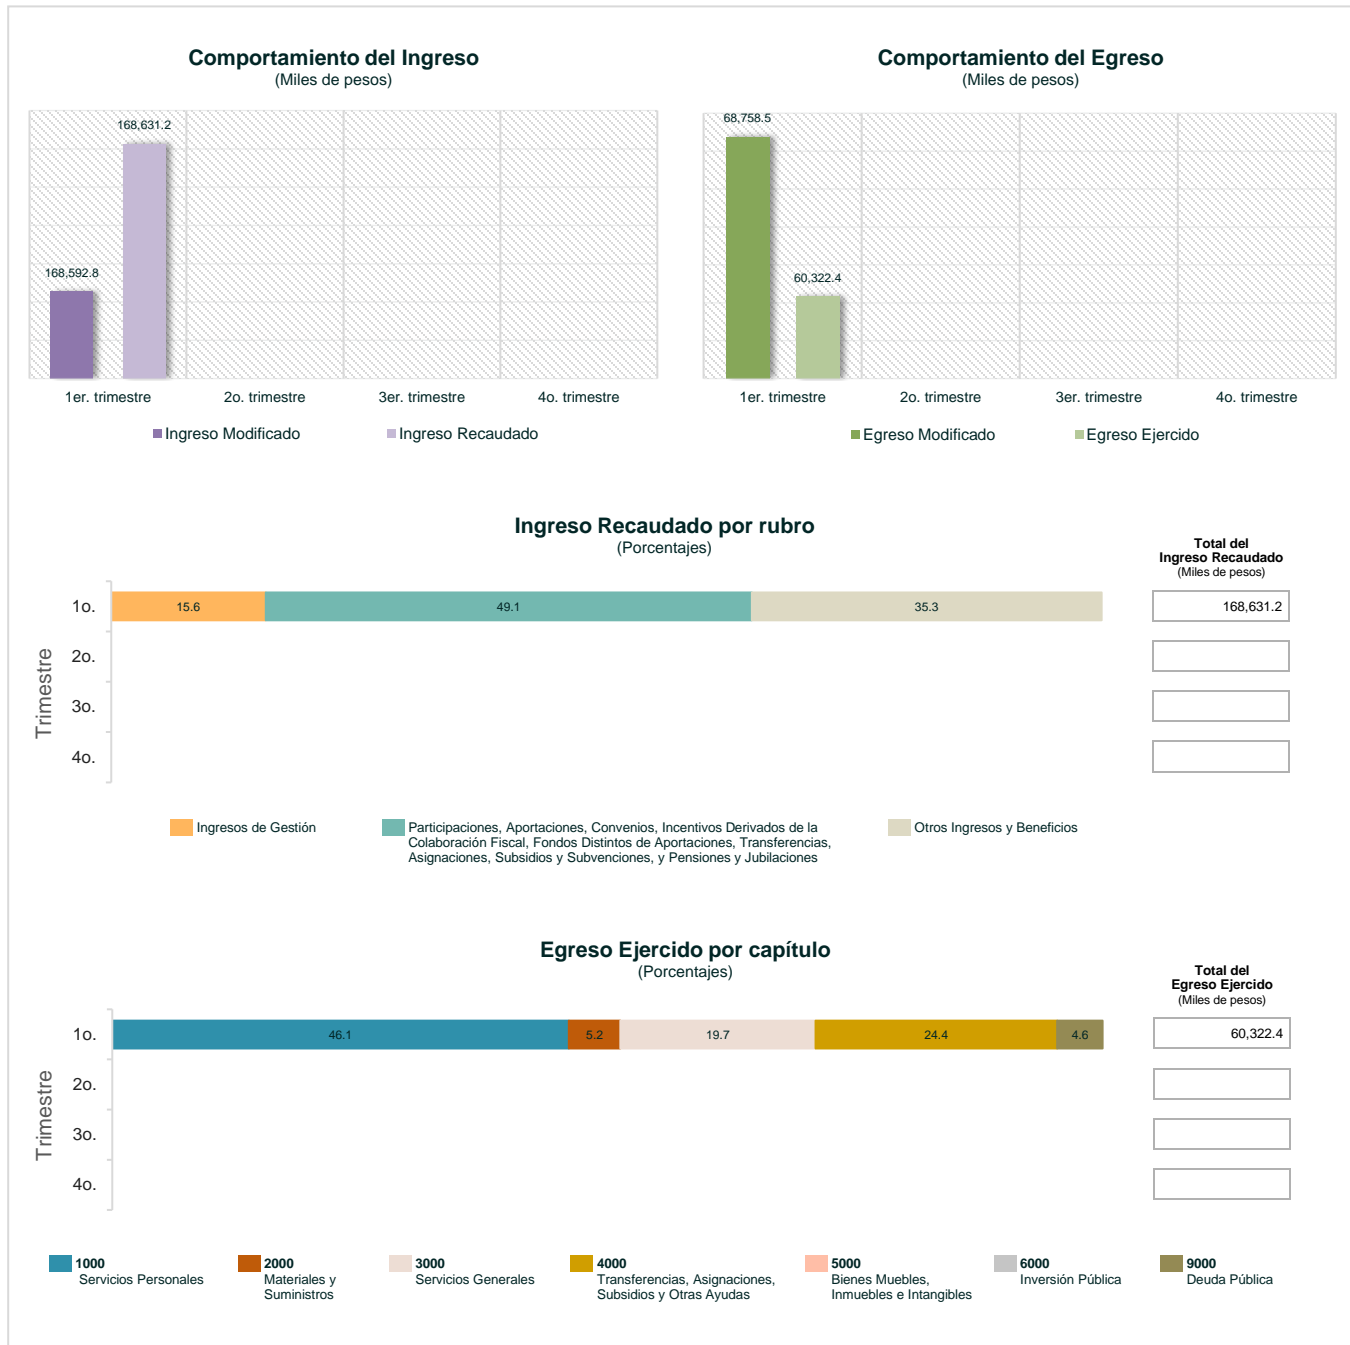 Comportamiento del Ingreso
(Miles de pesos)
168,631.2
168,592.8
1er. trimestre 2o. trimestre 3er. trimestre 4o. trimestre
Ingreso Modificado Ingreso Recaudado
Comportamiento del Egreso
(Miles de pesos)
68,758.5
60,322.4
1er. trimestre 2o. trimestre 3er. trimestre 4o. trimestre
Egreso Modificado Egreso Ejercido
Ingreso Recaudado por rubro
(Porcentajes)
Total del
Ingreso Recaudado
(Miles de pesos)
Trimestre
1o. 15.6 49.1 35.3 168,631.2
2o.
3o.
4o.
Ingresos de Gestión
Participaciones, Aportaciones, Convenios, Incentivos Derivados de la
Colaboración Fiscal, Fondos Distintos de Aportaciones, Transferencias,
Asignaciones, Subsidios y Subvenciones, y Pensiones y Jubilaciones
Otros Ingresos y Beneficios
Egreso Ejercido por capítulo
(Porcentajes)
Total del
Egreso Ejercido
(Miles de pesos)
Trimestre
1o. 46.1 5.2 19.7 24.4 4.6 60,322.4
2o.
3o.
4o.
1000
Servicios Personales
2000
Materiales y
Suministros
3000
Servicios Generales
4000
Transferencias, Asignaciones,
Subsidios y Otras Ayudas
5000
Bienes Muebles,
Inmuebles e Intangibles
6000
Inversión Pública
9000
Deuda Pública